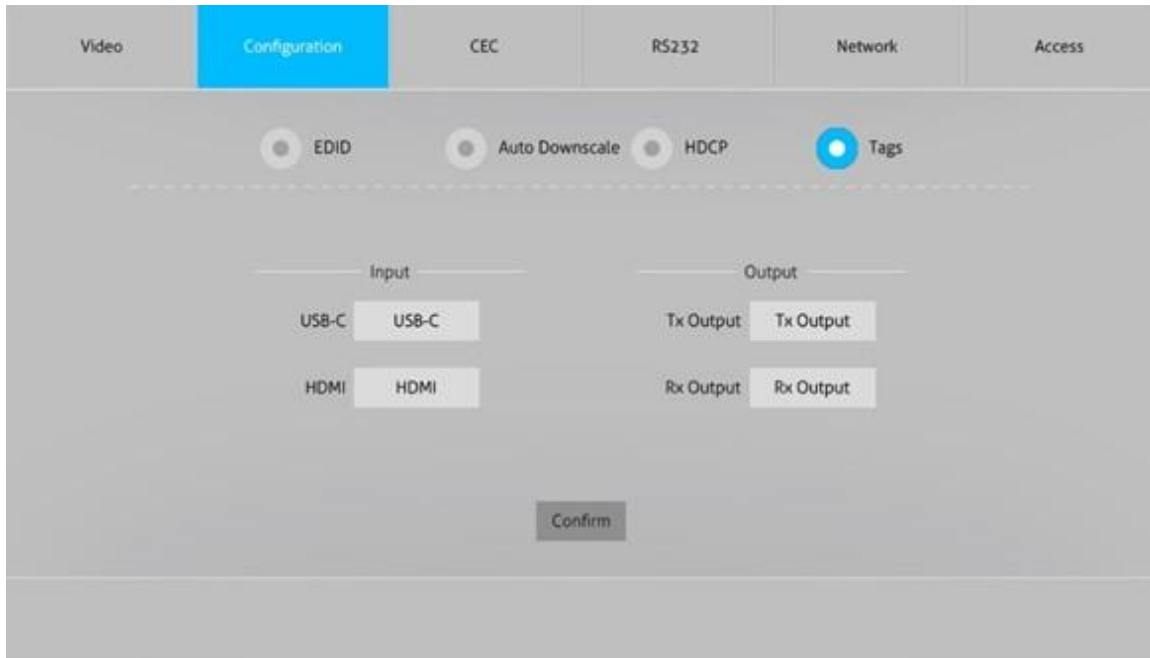 Video Configuration CEC RS232 Network Access
EDID Auto Downscale HDCP Tags
Input Output
USB-C USB-C Tx Output Tx Output
HDMI HDMI Rx Output Rx Output
Confirm